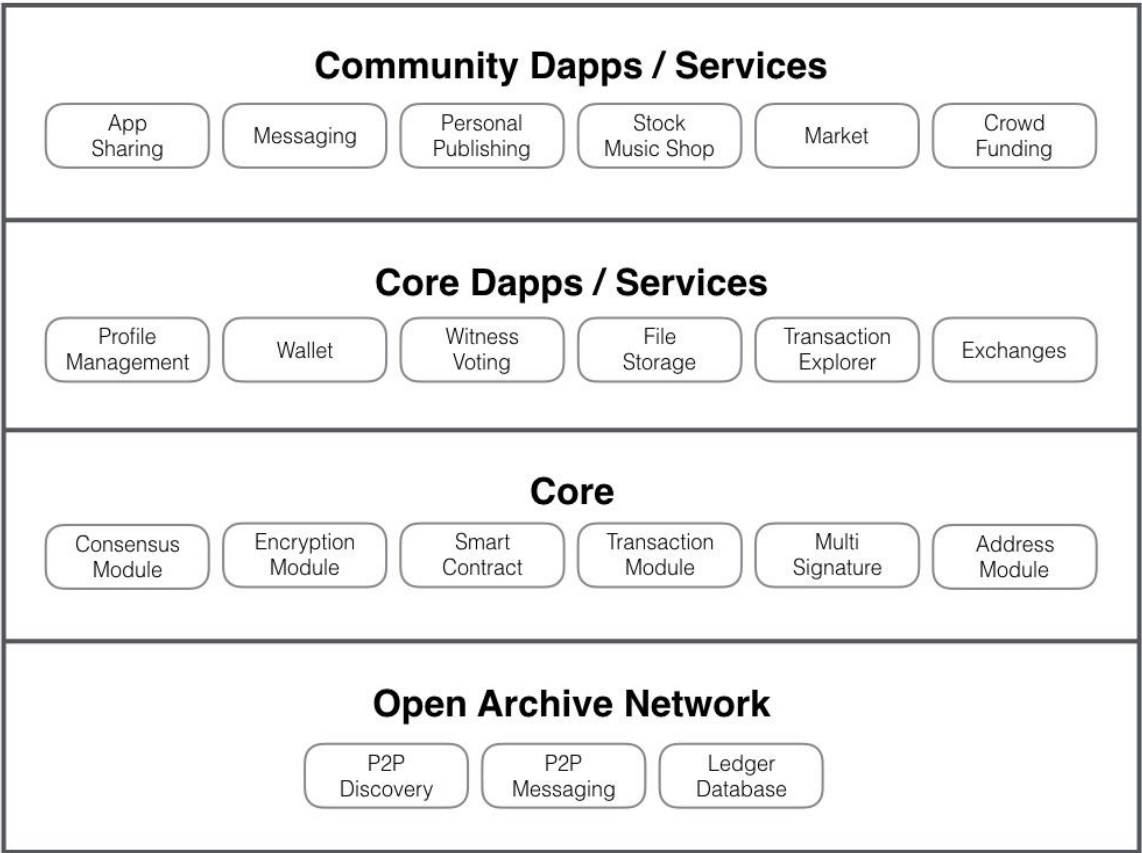 Community Dapps / Services
App
Sharing
Messaging
Personal
Publishing
Stock
Music Shop
Market
Crowd
Funding
Core Dapps / Services
Profile
Management
Wallet
Witness
Voting
File
Storage
Transaction
Explorer
Exchanges
Core
Consensus
Module
Encryption
Module
Smart
Contract
Transaction
Module
Multi
Signature
Address
Module
Open Archive Network
P2P
Discovery
P2P
Messaging
Ledger
Database